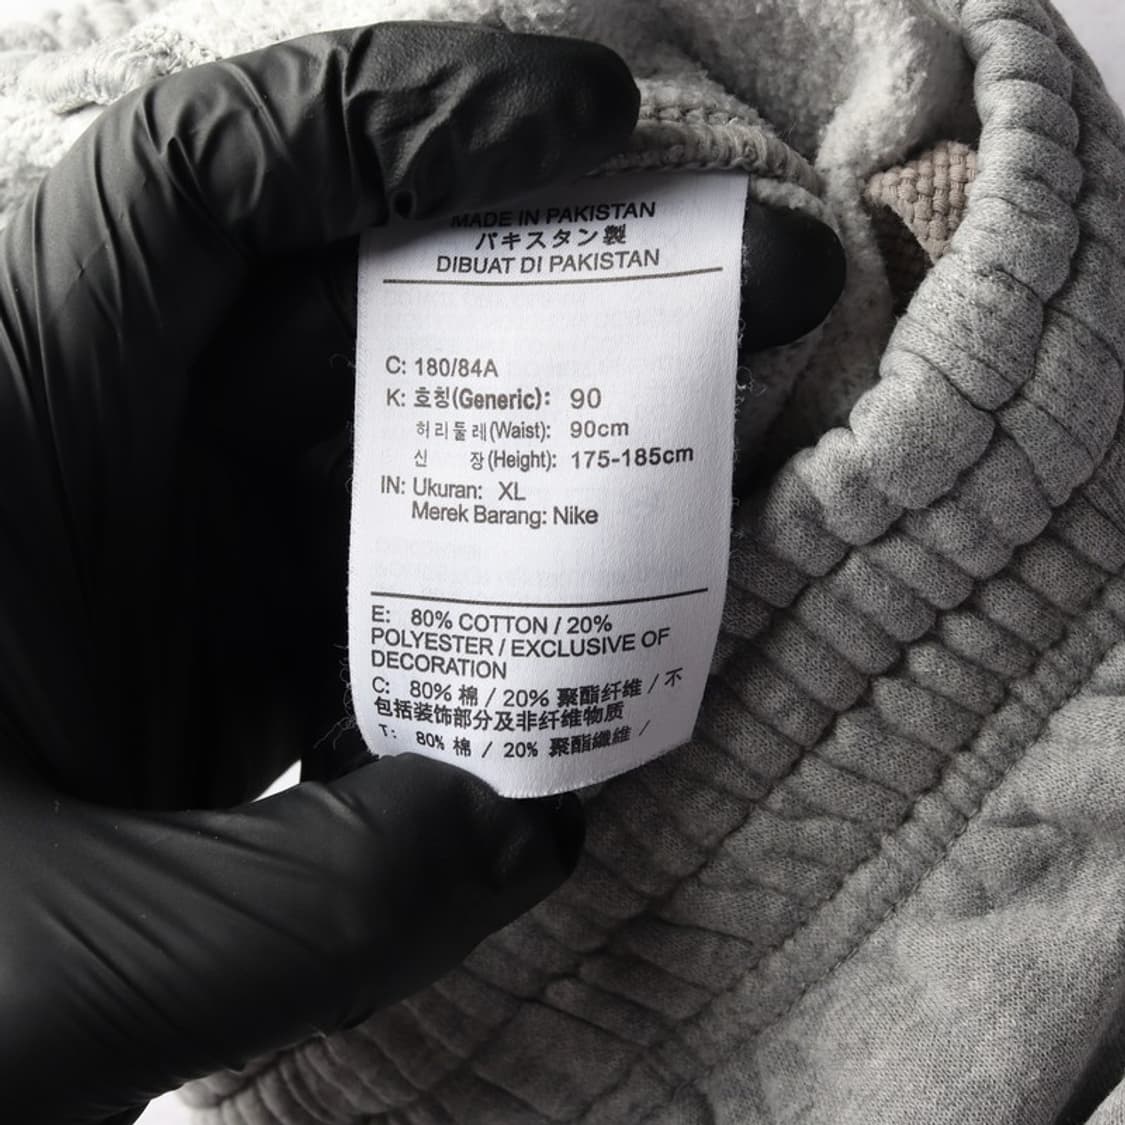 MADE IN PAKISTAN
パキスタン製
DIBUAT DI PAKISTAN
C: 180/84A
K: 호칭(Generic): 90
허리둘레(Waist): 90cm
신 장(Height): 175-185cm
IN: Ukuran: XL
Merek Barang: Nike
E: 80% COTTON / 20%
POLYESTER / EXCLUSIVE OF
DECORATION
C: 80% 棉 / 20% 聚酯纤维 / 不
包括装饰部分及非纤维物质
T: 80% 棉 / 20% 聚酯纖維 /